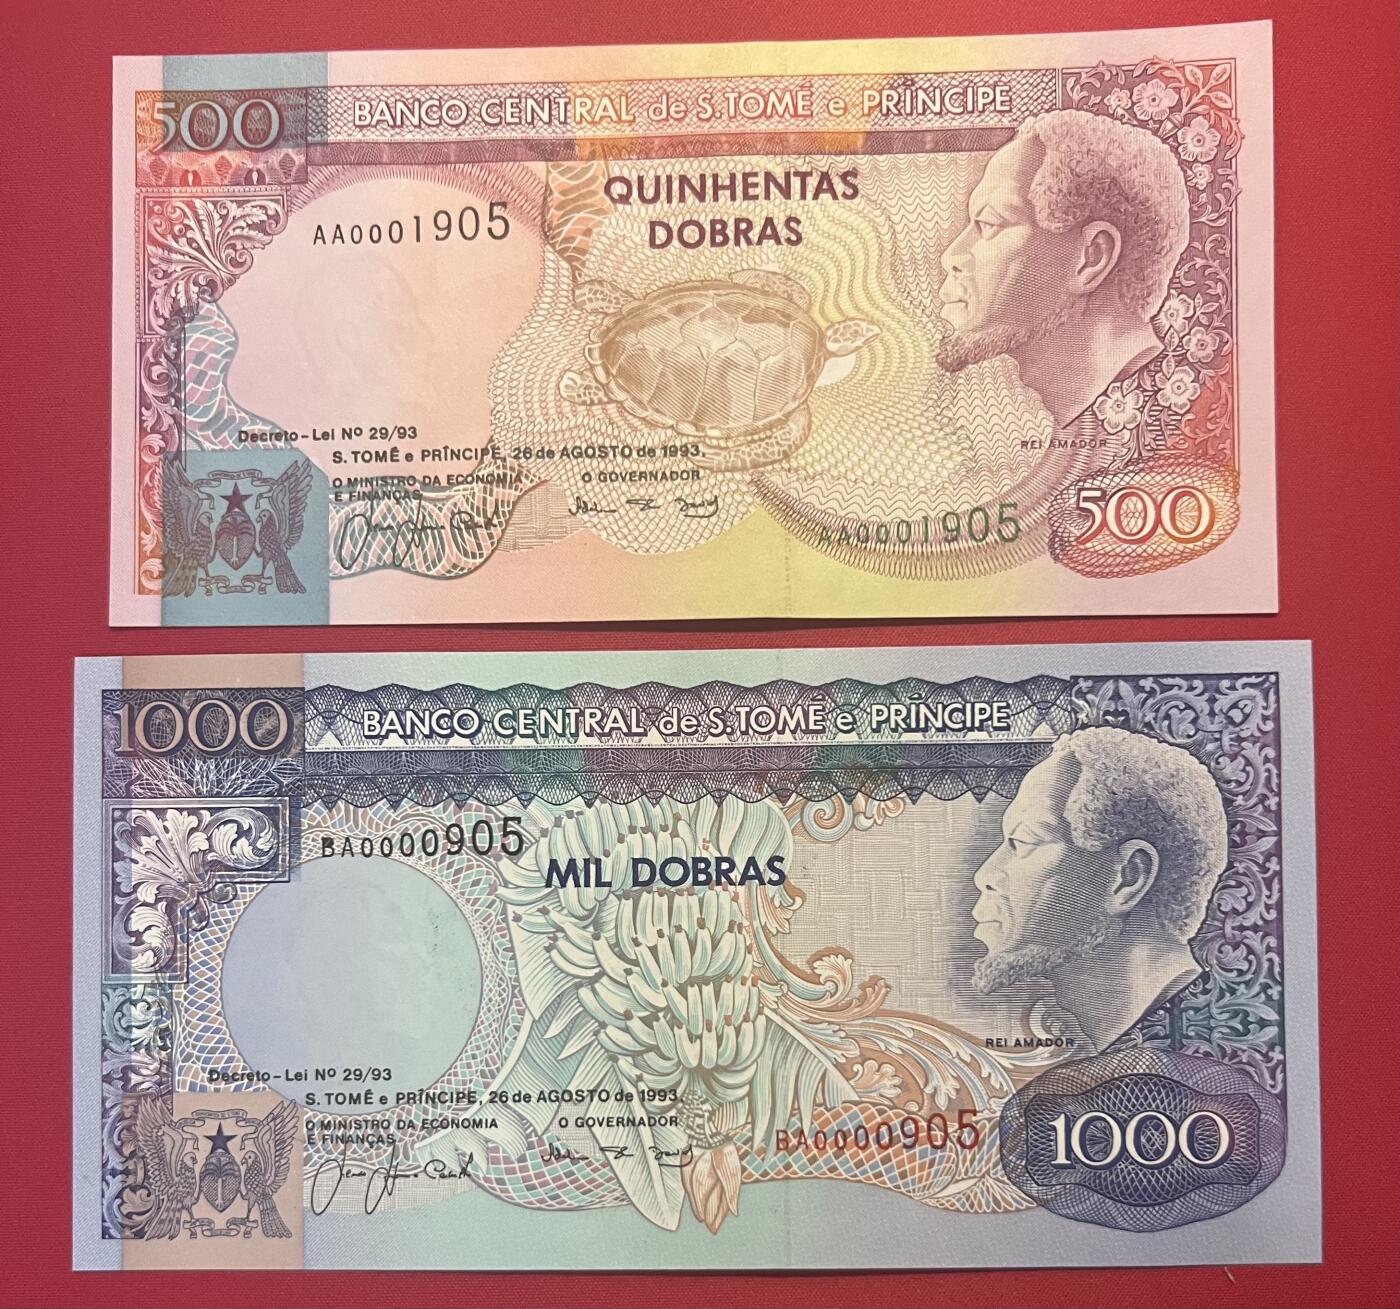 500
BANCO CENTRAL de S. TOMÉ e PRÍNCIPE
QUINHENTAS
DOBRAS
AA0001905
Decreto-Lei Nº 29/93
S. TOMÉ e PRÍNCIPE, 26 de AGOSTO de 1993.
O MINISTRO DA ECONOMIA
E FINANÇAS
O GOVERNADOR
REI AMADOR
AA0001905
500
1000
BANCO CENTRAL de S. TOMÉ e PRÍNCIPE
BA0000905
MIL DOBRAS
Decreto-Lei Nº 29/93
S. TOMÉ e PRÍNCIPE, 26 de AGOSTO de 1993.
O MINISTRO DA ECONOMIA
E FINANÇAS
O GOVERNADOR
REI AMADOR
BA0000905
1000